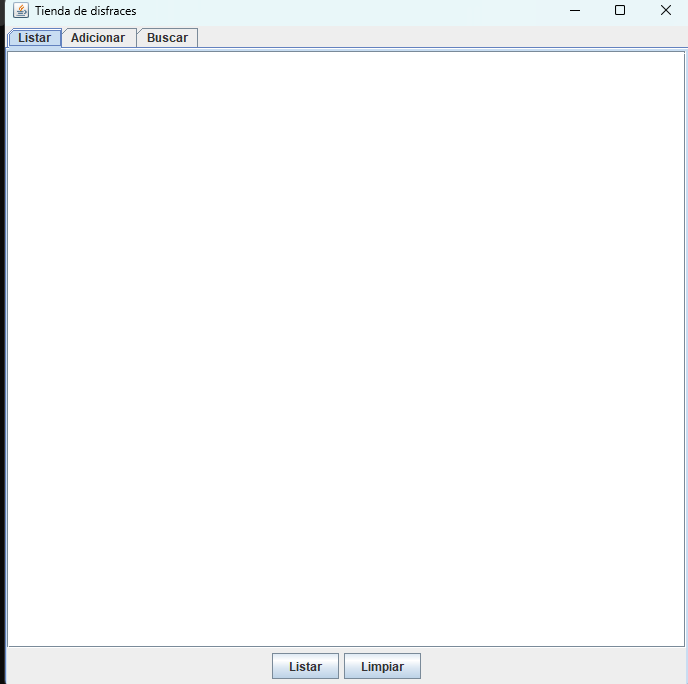 Tienda de disfraces
Listar Adicionar Buscar
Listar Limpiar